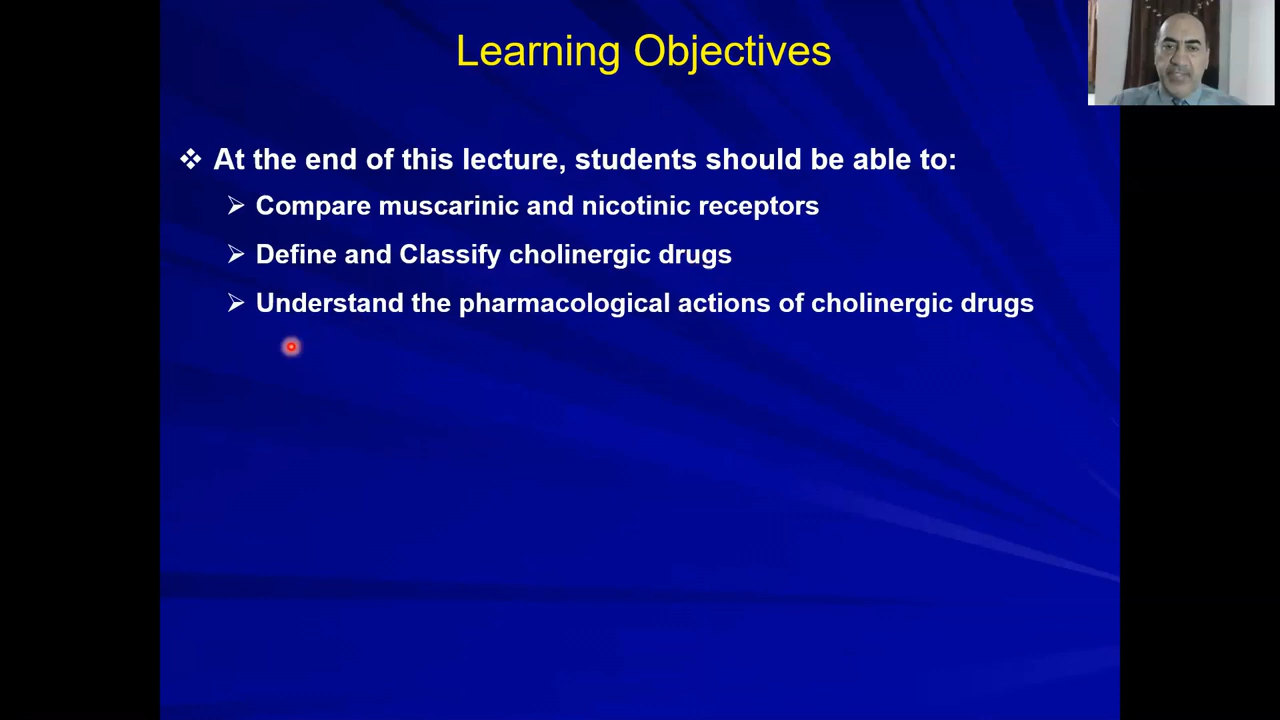 Learning Objectives
At the end of this lecture, students should be able to:
Compare muscarinic and nicotinic receptors
Define and Classify cholinergic drugs
Understand the pharmacological actions of cholinergic drugs